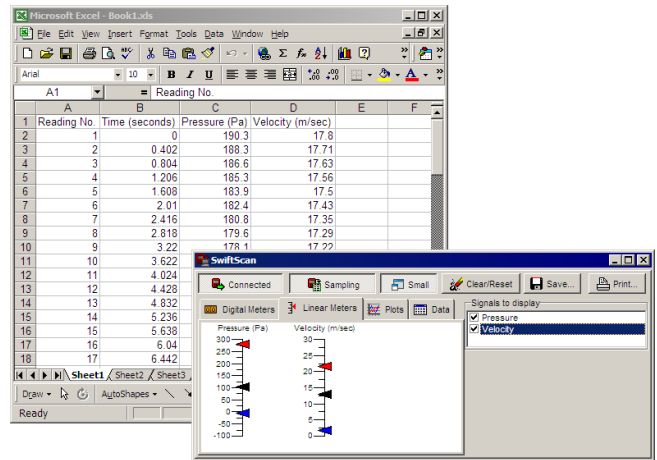 Microsoft Excel - Book1.xls
File Edit View Insert Format Tools Data Window Help
Arial 10 B I U
A1 = Reading No.
A B C D E F
1 Reading No. Time (seconds) Pressure (Pa) Velocity (m/sec)
2 1 0 190.3 17.8
3 2 0.402 188.3 17.71
4 3 0.804 186.6 17.63
5 4 1.206 185.3 17.56
6 5 1.608 183.9 17.5
7 6 2.01 182.4 17.43
8 7 2.416 180.8 17.35
9 8 2.818 179.6 17.29
10 9 3.22 178.1 17.22
11 10 3.622
12 11 4.024
13 12 4.428
14 13 4.832
15 14 5.236
16 15 5.638
17 16 6.04
18 17 6.442
Sheet1 Sheet2 Sheet3
Draw AutoShapes
Ready
SwiftScan
Connected Sampling Small Clear/Reset Save... Print...
Digital Meters Linear Meters Plots Data
Signals to display
Pressure
Velocity
Pressure (Pa) Velocity (m/sec)
300 30
250
25
200
20
150
15
100
10
50
0
5
-50
-100 0